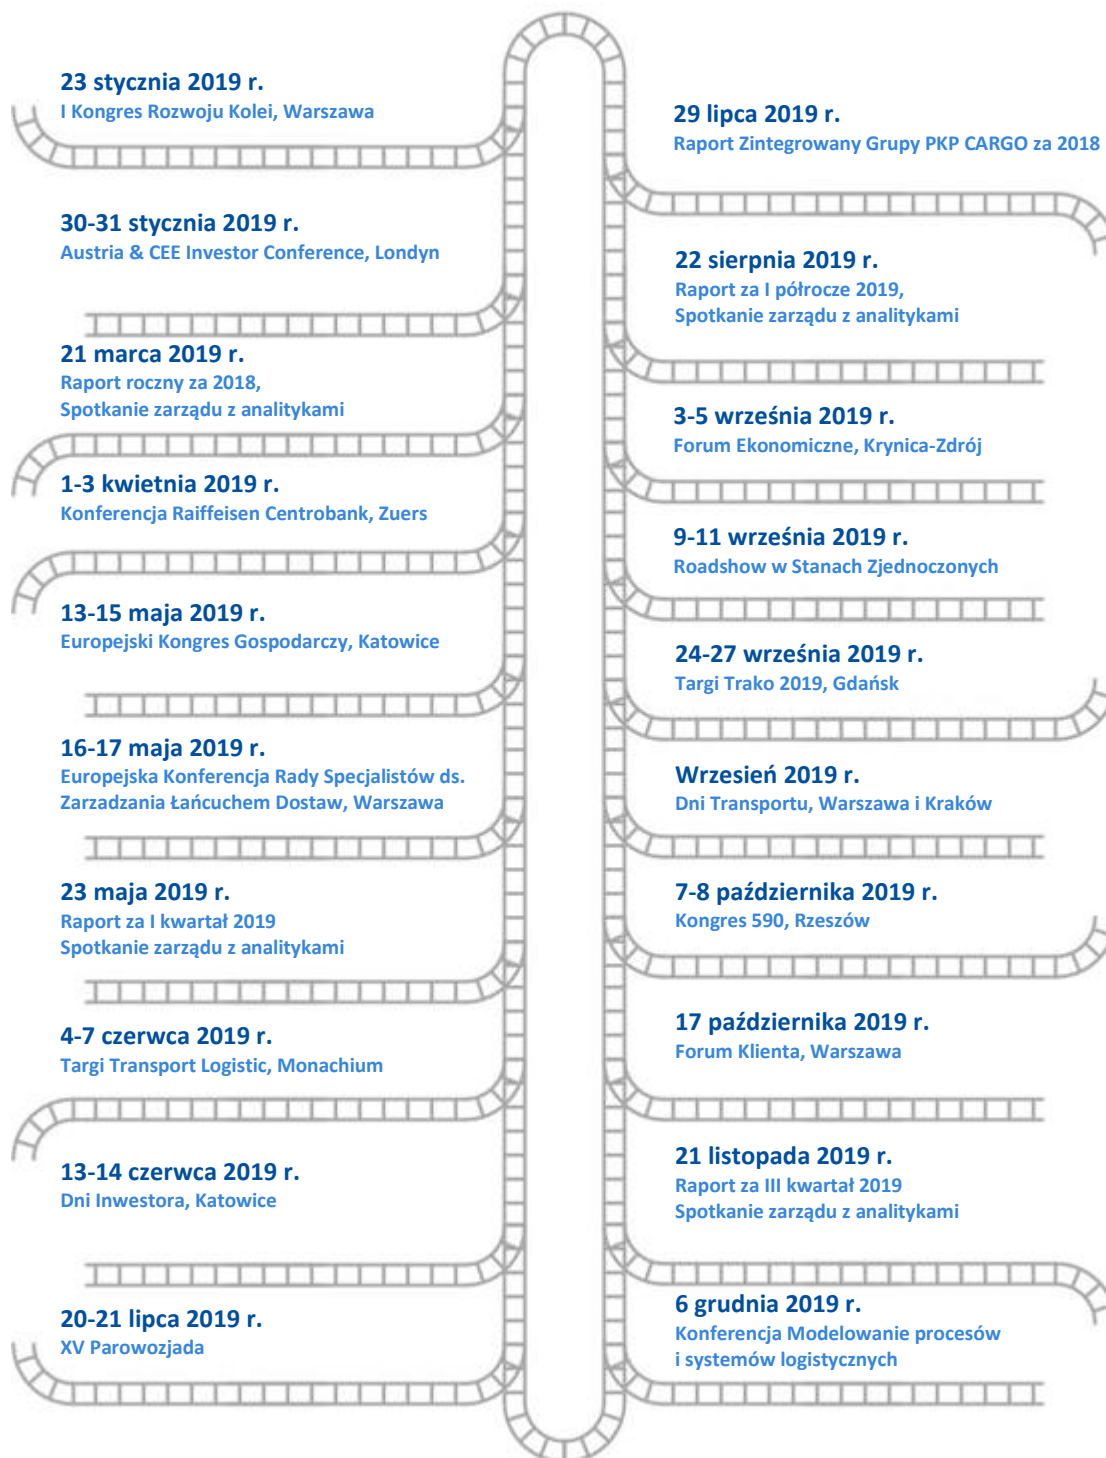 23 stycznia 2019 r.
I Kongres Rozwoju Kolei, Warszawa
30-31 stycznia 2019 r.
Austria & CEE Investor Conference, Londyn
21 marca 2019 r.
Raport roczny za 2018,
Spotkanie zarządu z analitykami
1-3 kwietnia 2019 r.
Konferencja Raiffeisen Centrobank, Zuers
13-15 maja 2019 r.
Europejski Kongres Gospodarczy, Katowice
16-17 maja 2019 r.
Europejska Konferencja Rady Specjalistów ds.
Zarzadzania Łańcuchem Dostaw, Warszawa
23 maja 2019 r.
Raport za I kwartał 2019
Spotkanie zarządu z analitykami
4-7 czerwca 2019 r.
Targi Transport Logistic, Monachium
13-14 czerwca 2019 r.
Dni Inwestora, Katowice
20-21 lipca 2019 r.
XV Parowozjada
29 lipca 2019 r.
Raport Zintegrowany Grupy PKP CARGO za 2018
22 sierpnia 2019 r.
Raport za I półrocze 2019,
Spotkanie zarządu z analitykami
3-5 września 2019 r.
Forum Ekonomiczne, Krynica-Zdrój
9-11 września 2019 r.
Roadshow w Stanach Zjednoczonych
24-27 września 2019 r.
Targi Trako 2019, Gdańsk
Wrzesień 2019 r.
Dni Transportu, Warszawa i Kraków
7-8 października 2019 r.
Kongres 590, Rzeszów
17 października 2019 r.
Forum Klienta, Warszawa
21 listopada 2019 r.
Raport za III kwartał 2019
Spotkanie zarządu z analitykami
6 grudnia 2019 r.
Konferencja Modelowanie procesów
i systemów logistycznych